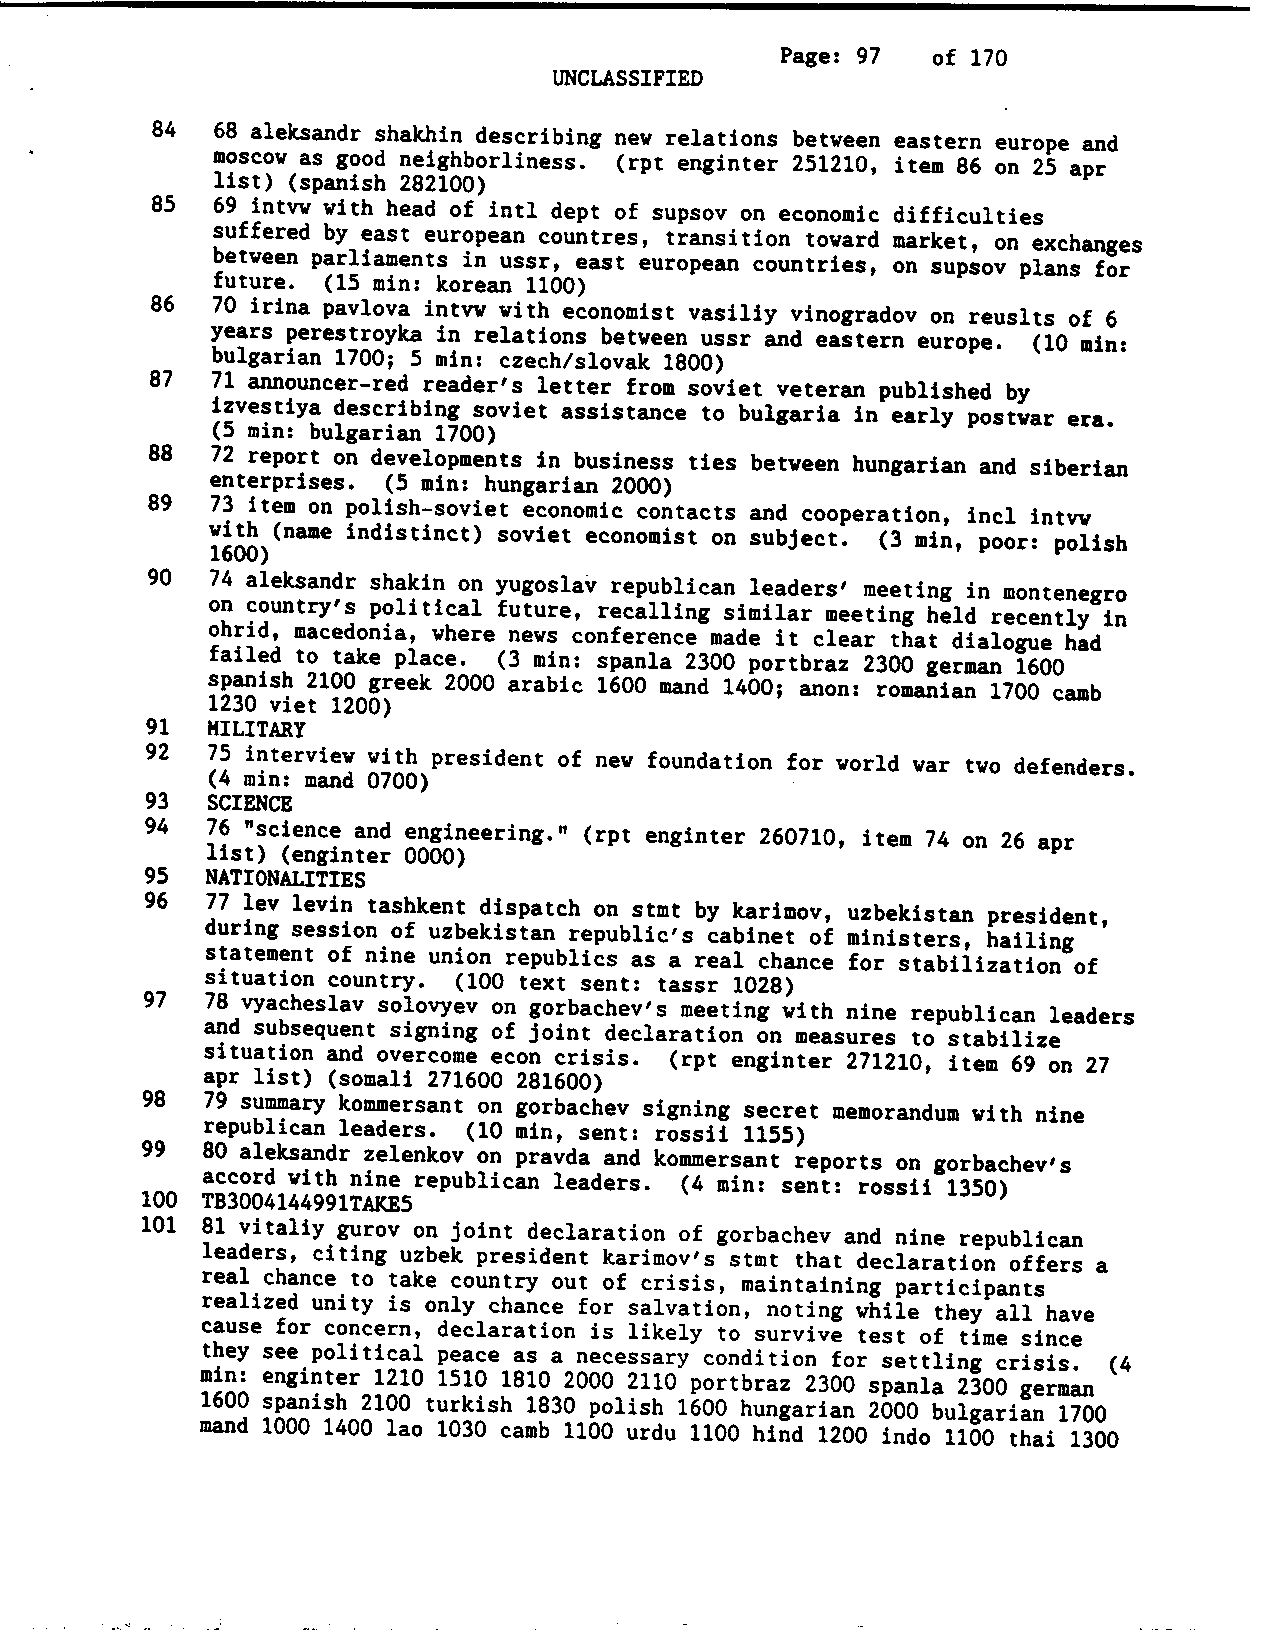 Page: 97 of 170
UNCLASSIFIED
84 68 aleksandr shakhin describing new relations between eastern europe and
moscow as good neighborliness. (rpt enginter 251210, item 86 on 25 apr
list) (spanish 282100)
85 69 intvw with head of intl dept of supsov on economic difficulties
suffered by east european countres, transition toward market, on exchanges
between parliaments in ussr, east european countries, on supsov plans for
future. (15 min: korean 1100)
86 70 irina pavlova intvw with economist vasiliy vinogradov on reuslts of 6
years perestroyka in relations between ussr and eastern europe. (10 min:
bulgarian 1700; 5 min: czech/slovak 1800)
87 71 announcer-red reader's letter from soviet veteran published by
izvestiya describing soviet assistance to bulgaria in early postwar era.
(5 min: bulgarian 1700)
88 72 report on developments in business ties between hungarian and siberian
enterprises. (5 min: hungarian 2000)
89 73 item on polish-soviet economic contacts and cooperation, incl intvw
with (name indistinct) soviet economist on subject. (3 min, poor: polish
1600)
90 74 aleksandr shakin on yugoslav republican leaders' meeting in montenegro
on country's political future, recalling similar meeting held recently in
ohrid, macedonia, where news conference made it clear that dialogue had
failed to take place. (3 min: spanla 2300 portbraz 2300 german 1600
spanish 2100 greek 2000 arabic 1600 mand 1400; anon: romanian 1700 camb
1230 viet 1200)
91 MILITARY
92 75 interview with president of new foundation for world war two defenders.
(4 min: mand 0700)
93 SCIENCE
94 76 "science and engineering." (rpt enginter 260710, item 74 on 26 apr
list) (enginter 0000)
95 NATIONALITIES
96 77 lev levin tashkent dispatch on stmt by karimov, uzbekistan president,
during session of uzbekistan republic's cabinet of ministers, hailing
statement of nine union republics as a real chance for stabilization of
situation country. (100 text sent: tassr 1028)
97 78 vyacheslav solovyev on gorbachev's meeting with nine republican leaders
and subsequent signing of joint declaration on measures to stabilize
situation and overcome econ crisis. (rpt enginter 271210, item 69 on 27
apr list) (somali 271600 281600)
98 79 summary kommersant on gorbachev signing secret memorandum with nine
republican leaders. (10 min, sent: rossii 1155)
99 80 aleksandr zelenkov on pravda and kommersant reports on gorbachev's
accord with nine republican leaders. (4 min: sent: rossii 1350)
100 TB3004144991TAKE5
101 81 vitaliy gurov on joint declaration of gorbachev and nine republican
leaders, citing uzbek president karimov's stmt that declaration offers a
real chance to take country out of crisis, maintaining participants
realized unity is only chance for salvation, noting while they all have
cause for concern, declaration is likely to survive test of time since
they see political peace as a necessary condition for settling crisis. (4
min: enginter 1210 1510 1810 2000 2110 portbraz 2300 spanla 2300 german
1600 spanish 2100 turkish 1830 polish 1600 hungarian 2000 bulgarian 1700
mand 1000 1400 lao 1030 camb 1100 urdu 1100 hind 1200 indo 1100 thai 1300